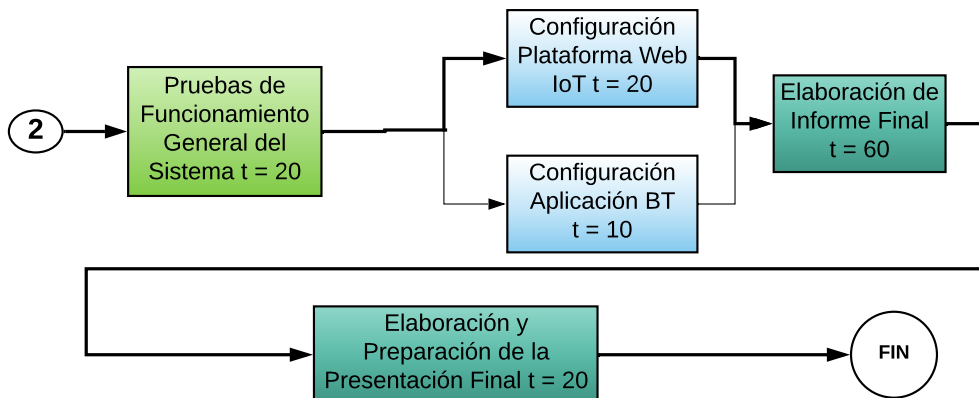 2
Pruebas de
Funcionamiento
General del
Sistema t = 20
Configuración
Plataforma Web
IoT t = 20
Configuración
Aplicación BT
t = 10
Elaboración de
Informe Final
t = 60
Elaboración y
Preparación de la
Presentación Final t = 20
FIN